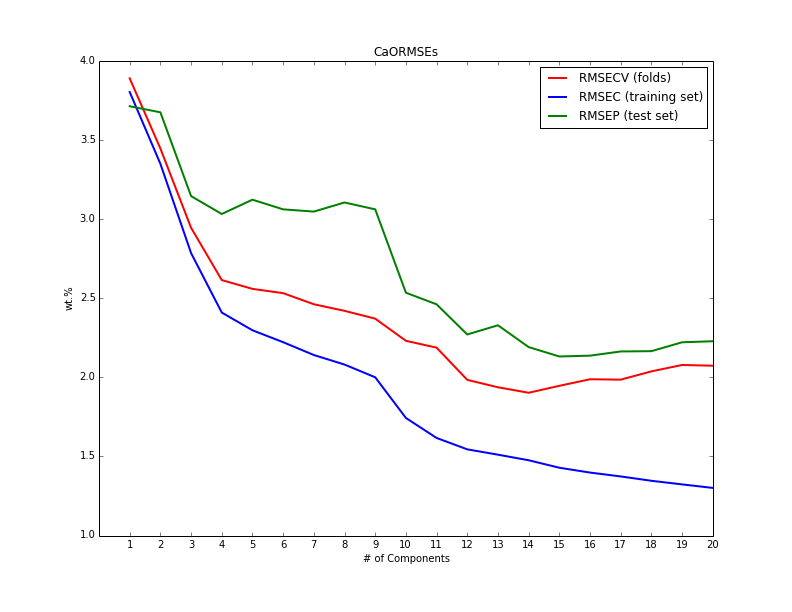 CaORMSEs
RMSECV (folds)
RMSEC (training set)
RMSEP (test set)
4.0
3.5
3.0
2.5
2.0
1.5
1.0
wt.%
1 2 3 4 5 6 7 8 9 10 11 12 13 14 15 16 17 18 19 20
# of Components